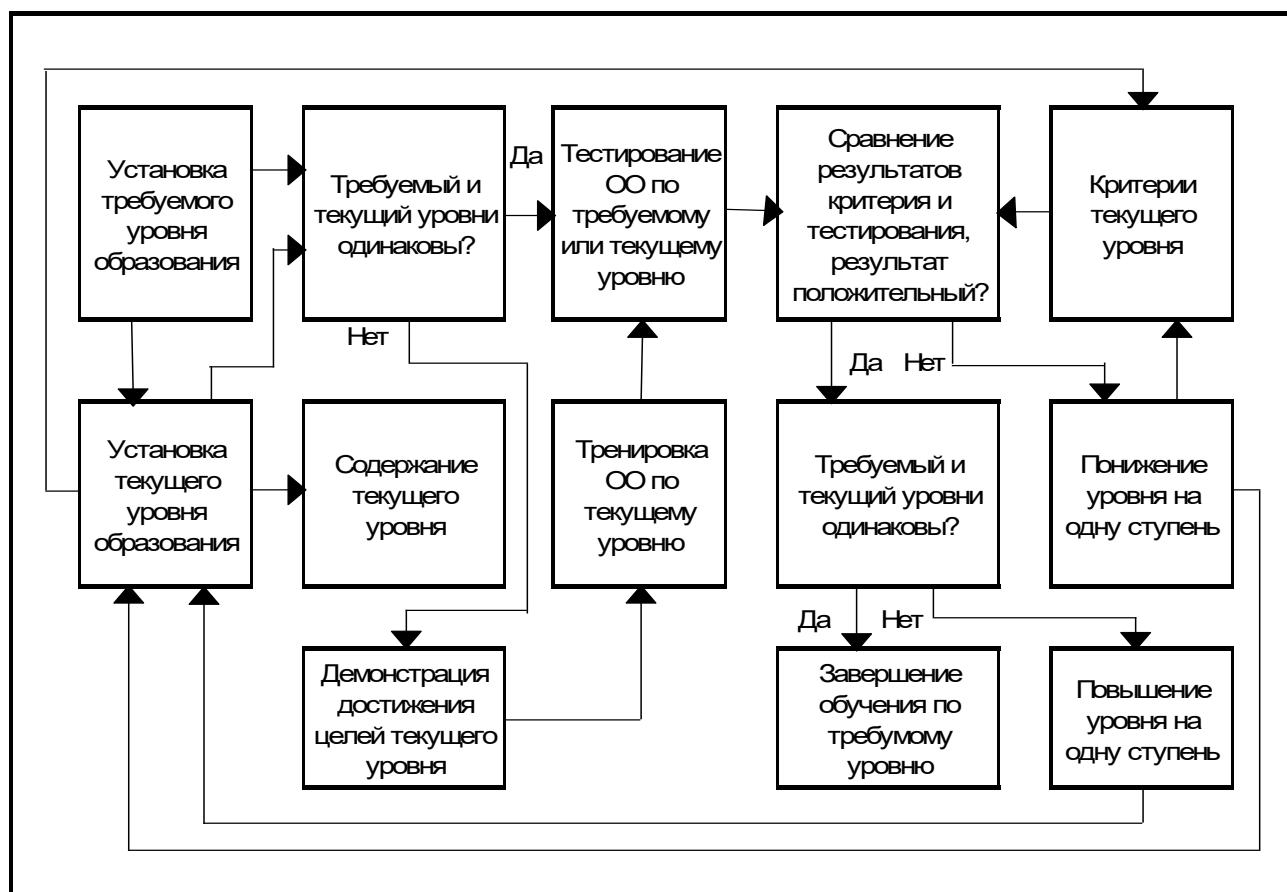 Установка
требуемого
уровня
образования
Требуемый и
текущий уровни
одинаковы?
Да
Тестирование
ОО по
требуемому
или текущему
уровню
Сравнение
результатов
критерия и
тестирования,
результат
положительный?
Критерии
текущего
уровня
Нет
Да
Нет
Установка
текущего
уровня
образования
Содержание
текущего
уровня
Тренировка
ОО по
текущему
уровню
Требуемый и
текущий уровни
одинаковы?
Понижение
уровня на
одну ступень
Да
Нет
Демонстрация
достижения
целей текущего
уровня
Завершение
обучения по
требумому
уровню
Повышение
уровня на
одну ступень